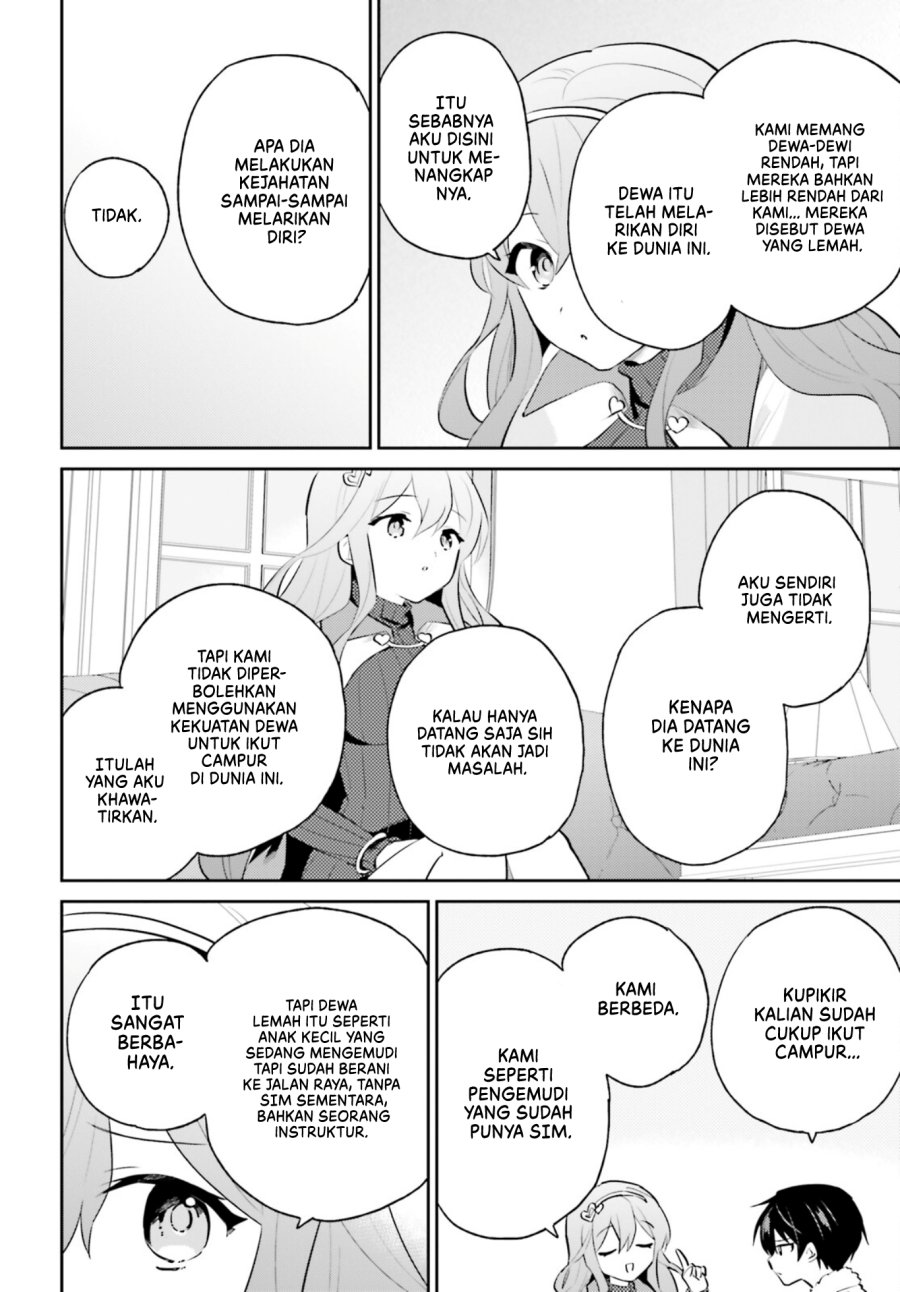 KAMI MEMANG
DEWA-DEWI
RENDAH, TAPI
MEREKA BAHKAN
LEBIH RENDAH DARI
KAMI... MEREKA
DISEBUT DEWA
YANG LEMAH.
DEWA ITU
TELAH MELA-
RIKAN DIRI
KE DUNIA INI.
ITU
SEBABNYA
AKU DISINI
UNTUK ME-
NANGKAP
NYA.
APA DIA
MELAKUKAN
KEJAHATAN
SAMPAI-SAMPAI
MELARIKAN
DIRI?
TIDAK.
AKU SENDIRI
JUGA TIDAK
MENGERTI.
KENAPA
DIA DATANG
KE DUNIA
INI?
KALAU HANYA
DATANG SAJA SIH
TIDAK AKAN JADI
MASALAH.
TAPI KAMI
TIDAK DIPER-
BOLEHKAN
MENGGUNAKAN
KEKUATAN DEWA
UNTUK IKUT
CAMPUR
DI DUNIA INI.
ITULAH
YANG AKU
KHAWA-
TIRKAN.
KUPIKIR
KALIAN SUDAH
CUKUP IKUT
CAMPUR...
KAMI
BERBEDA.
KAMI
SEPERTI
PENGEMUDI
YANG SUDAH
PUNYA SIM.
TAPI DEWA
LEMAH ITU SEPERTI
ANAK KECIL YANG
SEDANG MENGEMUDI
TAPI SUDAH BERANI
KE JALAN RAYA, TANPA
SIM SEMENTARA,
BAHKAN SEORANG
INSTRUKTUR.
ITU
SANGAT
BERBA-
HAYA.